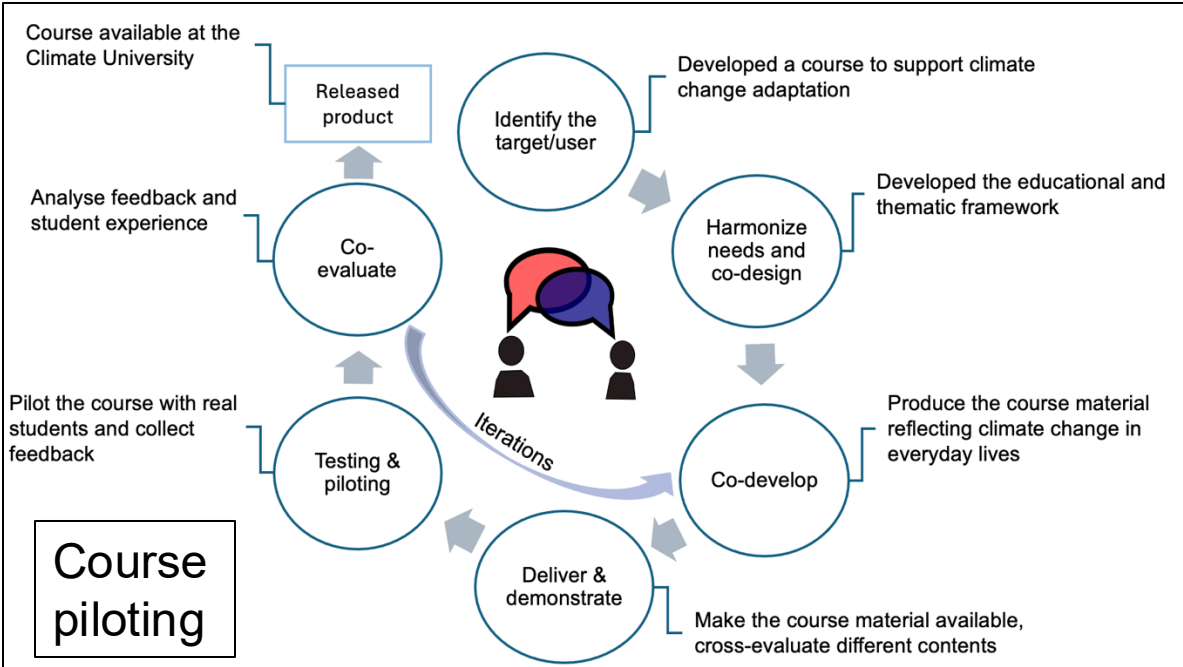 Course available at the
Climate University
Released
product
Identify the
target/user
Developed a course to support climate
change adaptation
Harmonize
needs and
co-design
Developed the educational and
thematic framework
Co-develop
Produce the course material
reflecting climate change in
everyday lives
Deliver &
demonstrate
Make the course material available,
cross-evaluate different contents
Testing &
piloting
Pilot the course with real
students and collect
feedback
Co-
evaluate
Analyse feedback and
student experience
Iterations
Course
piloting